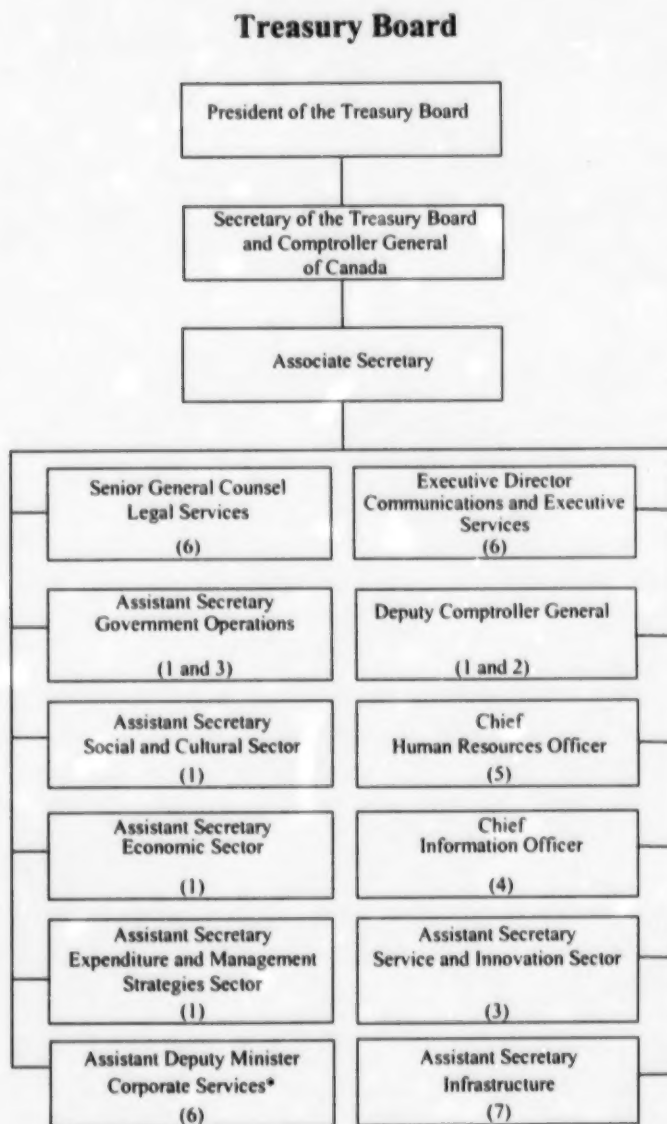 Treasury Board
President of the Treasury Board
Secretary of the Treasury Board
and Comptroller General
of Canada
Associate Secretary
Senior General Counsel
Legal Services
(6)
Executive Director
Communications and Executive
Services
(6)
Assistant Secretary
Government Operations
(1 and 3)
Deputy Comptroller General
(1 and 2)
Assistant Secretary
Social and Cultural Sector
(1)
Chief
Human Resources Officer
(5)
Assistant Secretary
Economic Sector
(1)
Chief
Information Officer
(4)
Assistant Secretary
Expenditure and Management
Strategies Sector
(1)
Assistant Secretary
Service and Innovation Sector
(3)
Assistant Deputy Minister
Corporate Services*
(6)
Assistant Secretary
Infrastructure
(7)